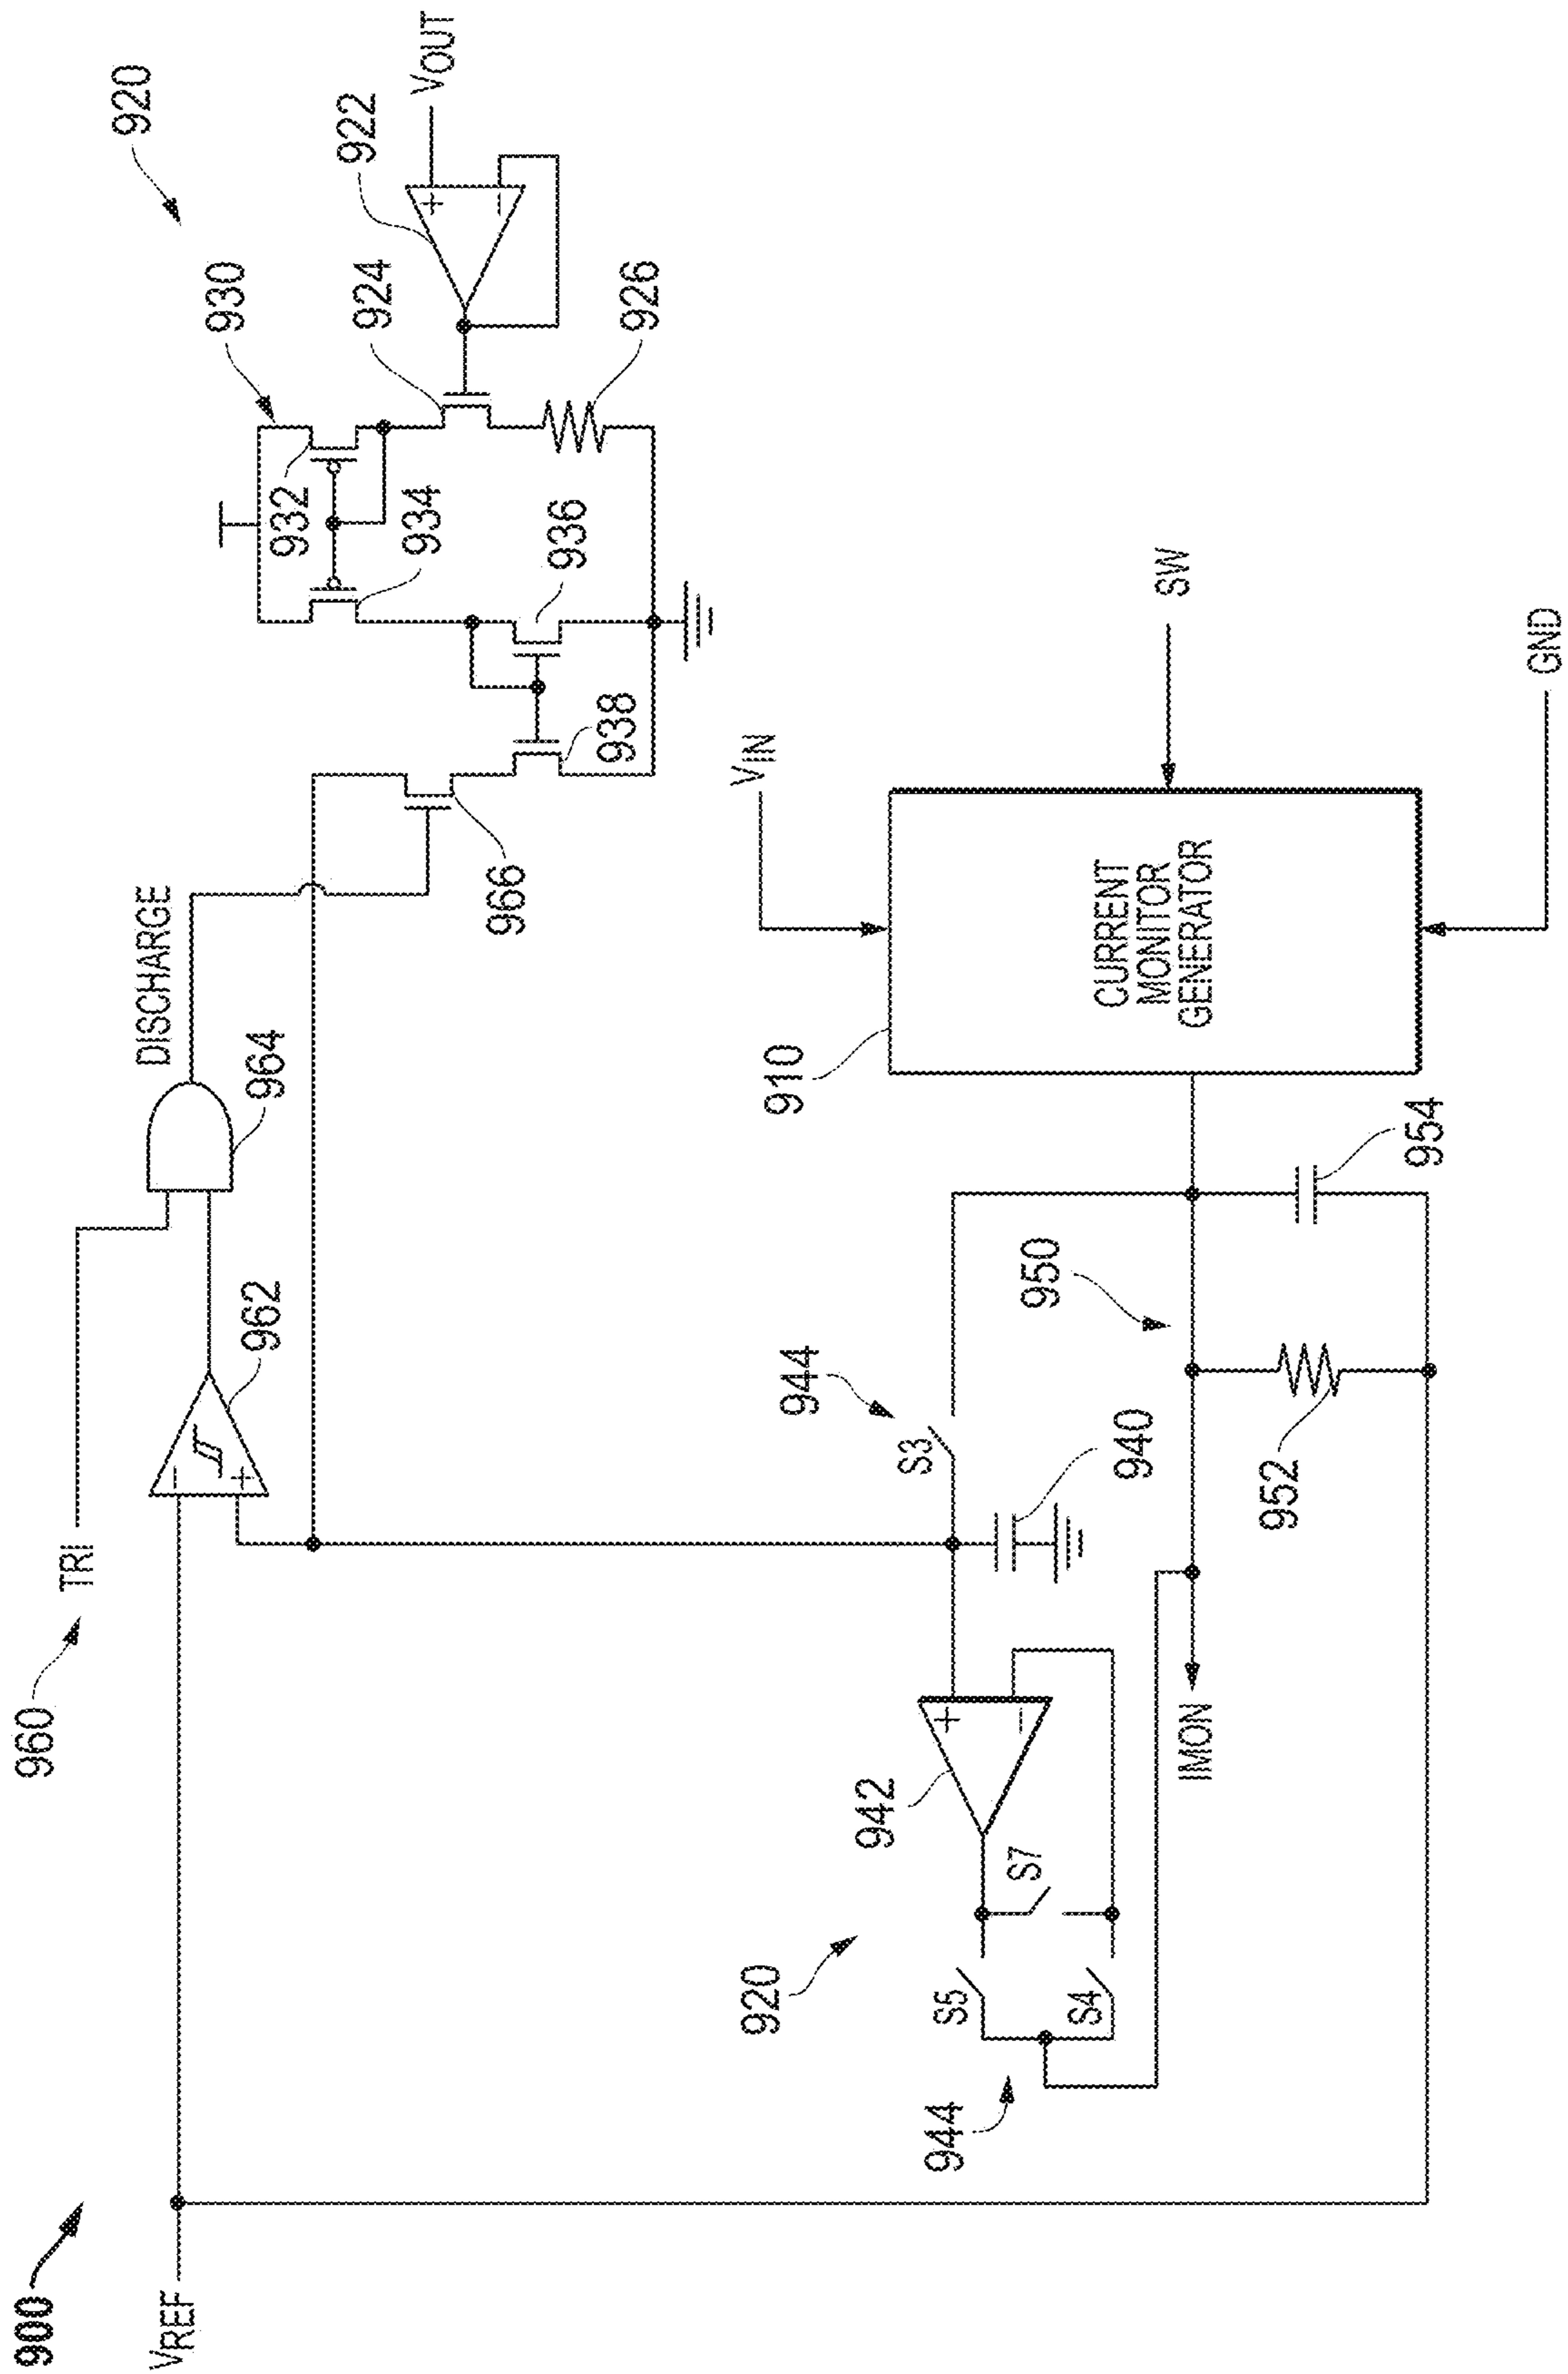 900
960
TRI
DISCHARGE
920
VREF
962
964
966
930
932
934
924
922
VOUT
936
938
926
920
944
942
S5
S4
S7
944
S3
940
950
IMON
952
954
910
CURRENT
MONITOR
GENERATOR
VIN
SW
GND
+
−
+
−
+
−